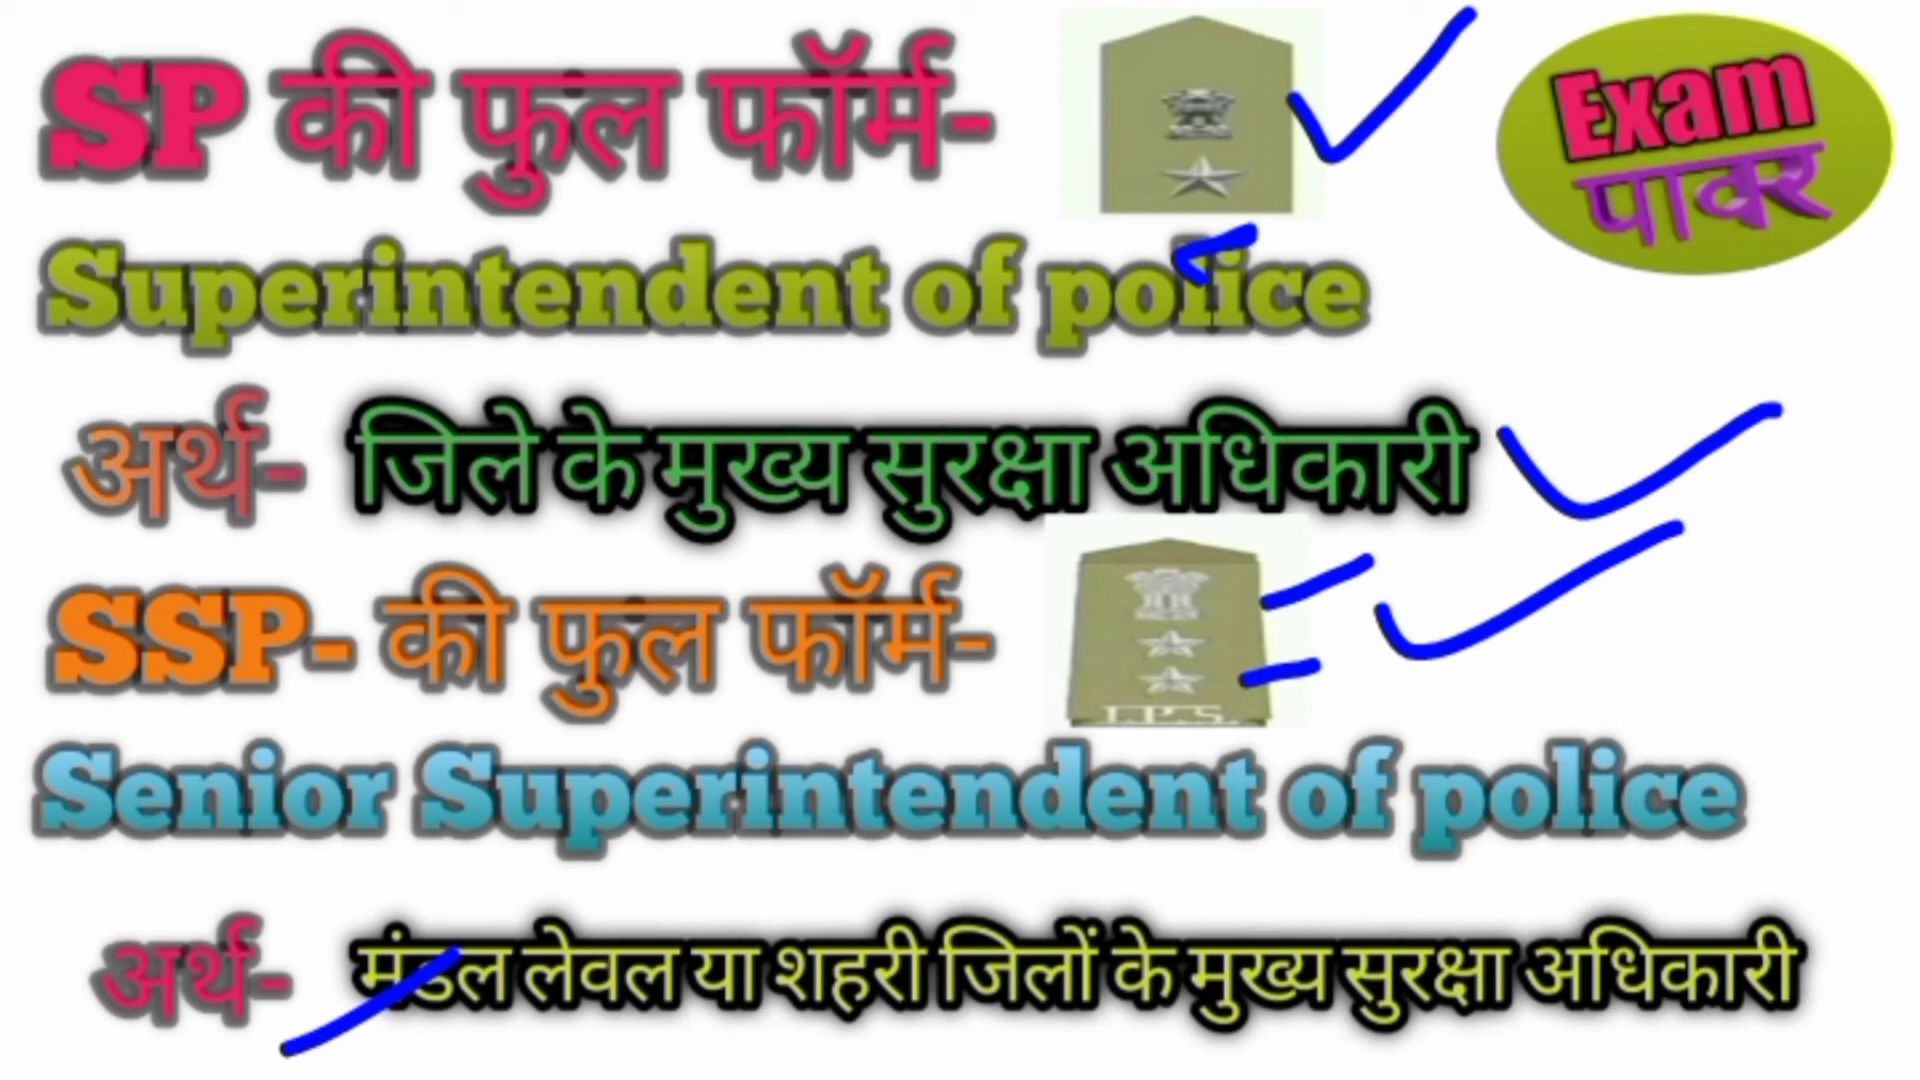 SP की फुल फॉर्म-
Exam
पावर
Superintendent of police
अर्थ- जिले के मुख्य सुरक्षा अधिकारी
SSP- की फुल फॉर्म-
I.P.S.
Senior Superintendent of police
अर्थ- मंडल लेवल या शहरी जिलों के मुख्य सुरक्षा अधिकारी